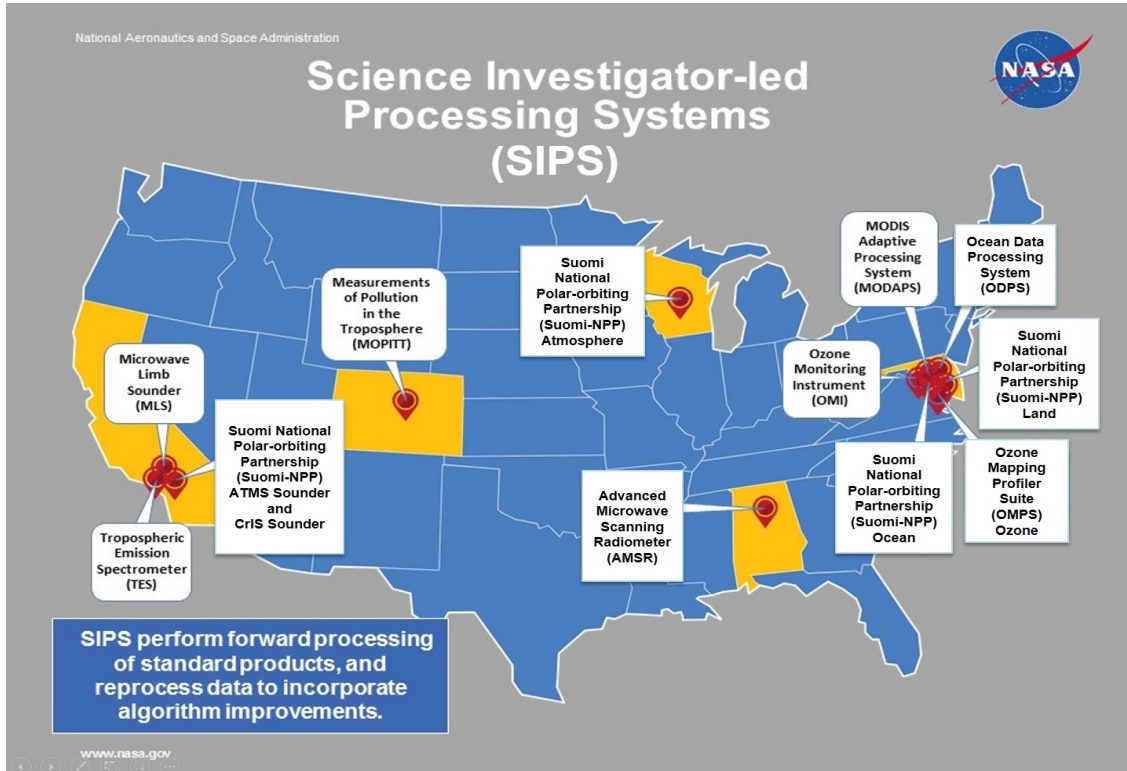 National Aeronautics and Space Administration
NASA
Science Investigator-led
Processing Systems
(SIPS)
Microwave
Limb
Sounder
(MLS)
Suomi National
Polar-orbiting
Partnership
(Suomi-NPP)
ATMS Sounder
and
CrIS Sounder
Tropospheric
Emission
Spectrometer
(TES)
Measurements
of Pollution
in the
Troposphere
(MOPITT)
Suomi
National
Polar-orbiting
Partnership
(Suomi-NPP)
Atmosphere
Advanced
Microwave
Scanning
Radiometer
(AMSR)
MODIS
Adaptive
Processing
System
(MODAPS)
Ocean Data
Processing
System
(ODPS)
Ozone
Monitoring
Instrument
(OMI)
Suomi
National
Polar-orbiting
Partnership
(Suomi-NPP)
Land
Suomi
National
Polar-orbiting
Partnership
(Suomi-NPP)
Ocean
Ozone
Mapping
Profiler
Suite
(OMPS)
Ozone
SIPS perform forward processing
of standard products, and
reprocess data to incorporate
algorithm improvements.
www.nasa.gov